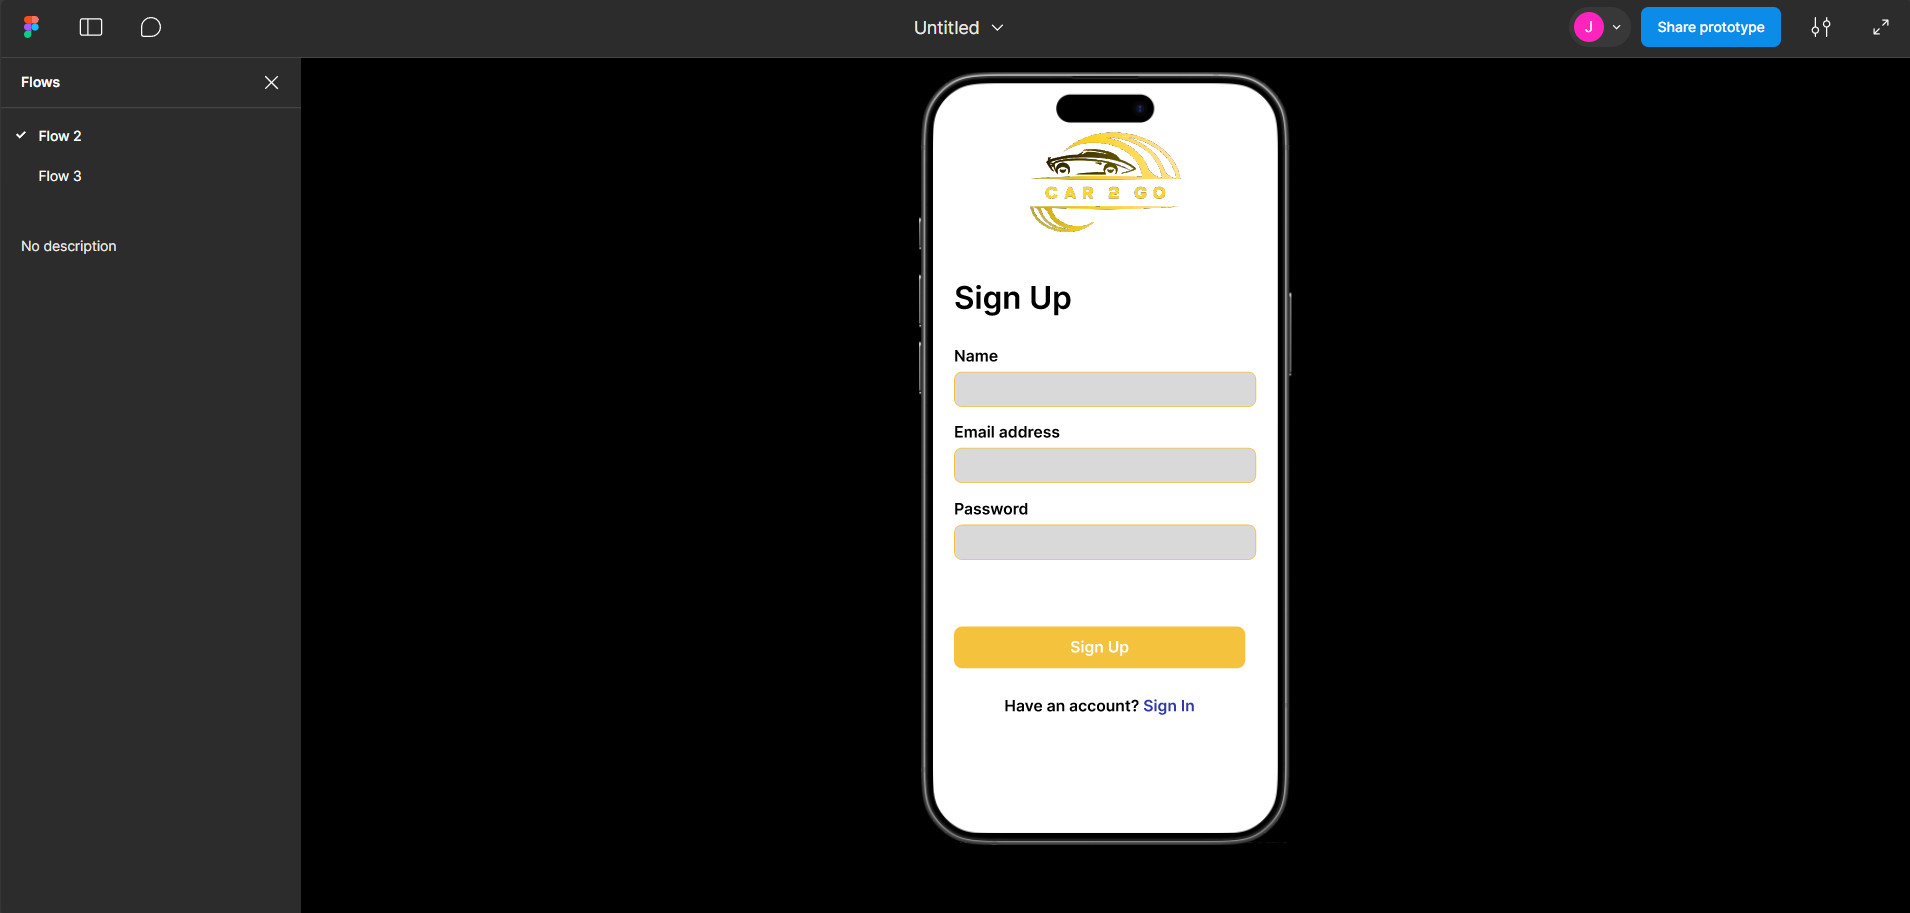 Untitled
J
Share prototype
Flows
Flow 2
Flow 3
No description
CAR 2 GO
Sign Up
Name
Email address
Password
Sign Up
Have an account? Sign In